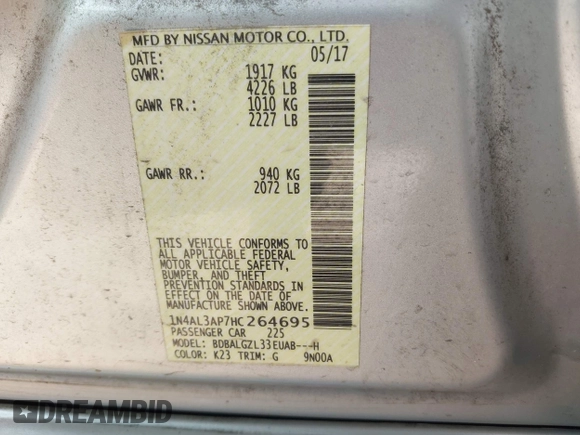 MFD BY NISSAN MOTOR CO., LTD.
DATE: 05/17
GVWR: 1917 KG
4226 LB
GAWR FR.: 1010 KG
2227 LB
GAWR RR.: 940 KG
2072 LB
THIS VEHICLE CONFORMS TO
ALL APPLICABLE FEDERAL
MOTOR VEHICLE SAFETY,
BUMPER, AND THEFT
PREVENTION STANDARDS IN
EFFECT ON THE DATE OF
MANUFACTURE SHOWN ABOVE.
1N4AL3AP7HC264695
PASSENGER CAR 225
MODEL: BDBALGZL33EUAB---H
COLOR: K23 TRIM: G 9N00A
DREAMBID